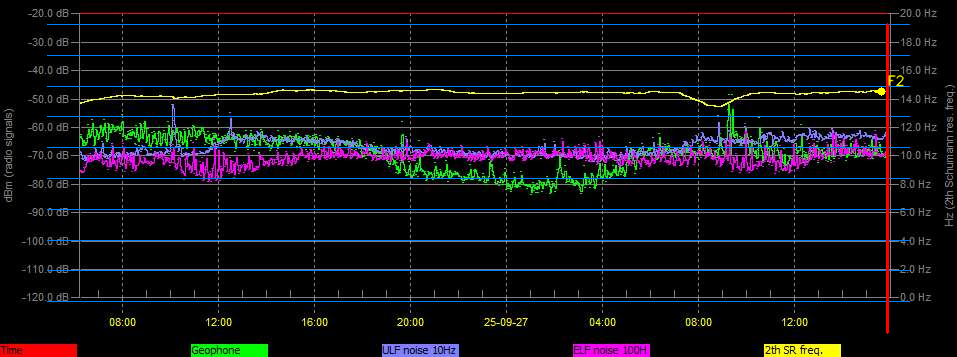 -20.0 dB
-30.0 dB
-40.0 dB
-50.0 dB
-60.0 dB
-70.0 dB
-80.0 dB
-90.0 dB
-100.0 dB
-110.0 dB
-120.0 dB
dBm (radio signals)
20.0 Hz
18.0 Hz
16.0 Hz
14.0 Hz
12.0 Hz
10.0 Hz
8.0 Hz
6.0 Hz
4.0 Hz
2.0 Hz
0.0 Hz
Hz (2th Schumann res. freq.)
F2
08:00 12:00 16:00 20:00 25-09-27 04:00 08:00 12:00
Time Geophone ULF noise 10Hz ELF noise 100H 2th SR freq.